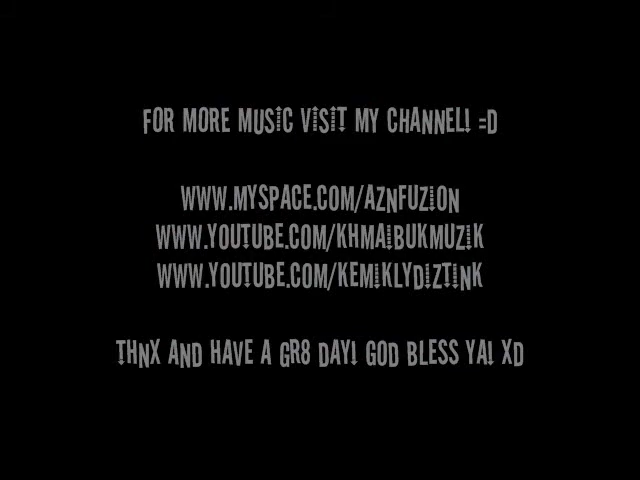 FOR MORE MUSIC VISIT MY CHANNEL! =D
WWW.MYSPACE.COM/AZNFUZION
WWW.YOUTUBE.COM/KHMAIBUKMUZIK
WWW.YOUTUBE.COM/KEMIKLYDIZTINK
THNX AND HAVE A GR8 DAY! GOD BLESS YA! XD